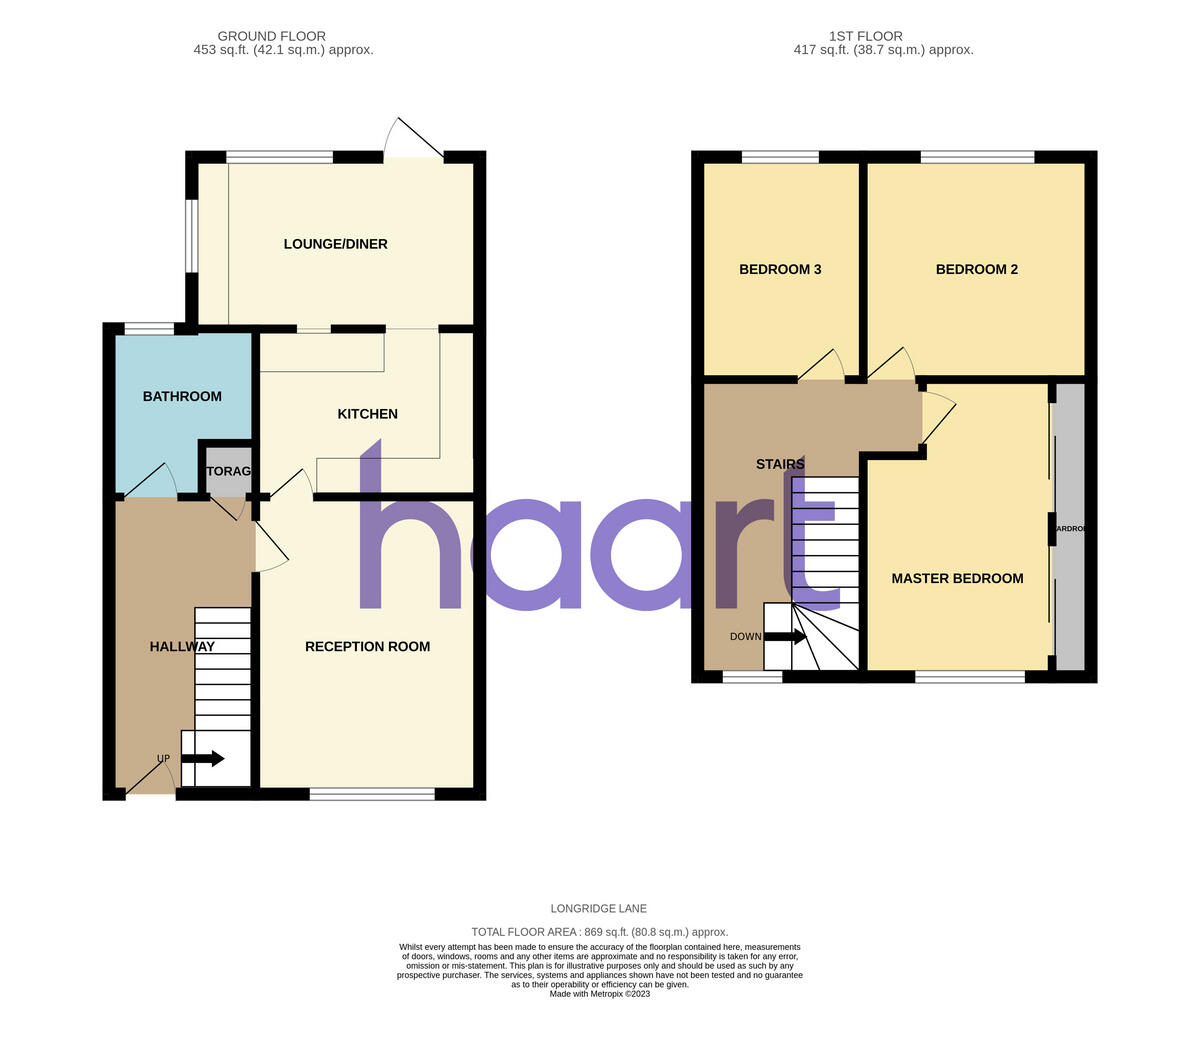 GROUND FLOOR
453 sq.ft. (42.1 sq.m.) approx.
1ST FLOOR
417 sq.ft. (38.7 sq.m.) approx.
LOUNGE/DINER
BEDROOM 3
BEDROOM 2
BATHROOM
KITCHEN
TORAG
STAIRS
haart
ARDROB
MASTER BEDROOM
HALLWAY
RECEPTION ROOM
DOWN
UP
LONGRIDGE LANE
TOTAL FLOOR AREA : 869 sq.ft. (80.8 sq.m.) approx.
Whilst every attempt has been made to ensure the accuracy of the floorplan contained here, measurements
of doors, windows, rooms and any other items are approximate and no responsibility is taken for any error,
omission or mis-statement. This plan is for illustrative purposes only and should be used as such by any
prospective purchaser. The services, systems and appliances shown have not been tested and no guarantee
as to their operability or efficiency can be given.
Made with Metropix ©2023